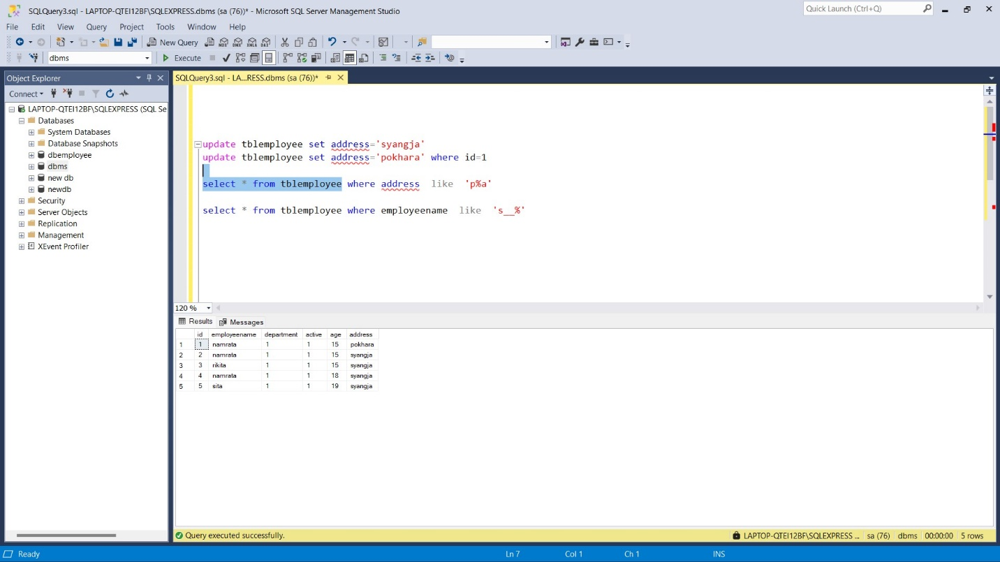 SQLQuery3.sql - LAPTOP-QTEI12BF\SQLEXPRESS.dbms (sa (76))* - Microsoft SQL Server Management Studio
Quick Launch (Ctrl+Q)
File Edit View Query Project Tools Window Help
New Query MDX DMX XMLA DAX
dbms Execute
Object Explorer
SQLQuery3.sql - LA...RESS.dbms (sa (76))*
Connect
LAPTOP-QTEI12BF\SQLEXPRESS (SQL Se
Databases
System Databases
Database Snapshots
dbemployee
dbms
new db
newdb
Security
Server Objects
Replication
Management
XEvent Profiler
update tblemployee set address='syangja'
update tblemployee set address='pokhara' where id=1
select * from tblemployee where address like 'p%a'
select * from tblemployee where employeename like 's__%'
120 %
Results Messages
id employeename department active age address
1 1 namrata 1 1 15 pokhara
2 2 namrata 1 1 15 syangja
3 3 rikita 1 1 15 syangja
4 4 namrata 1 1 18 syangja
5 5 sita 1 1 19 syangja
Query executed successfully. LAPTOP-QTEI12BF\SQLEXPRESS ... sa (76) dbms 00:00:00 5 rows
Ready Ln 7 Col 1 Ch 1 INS